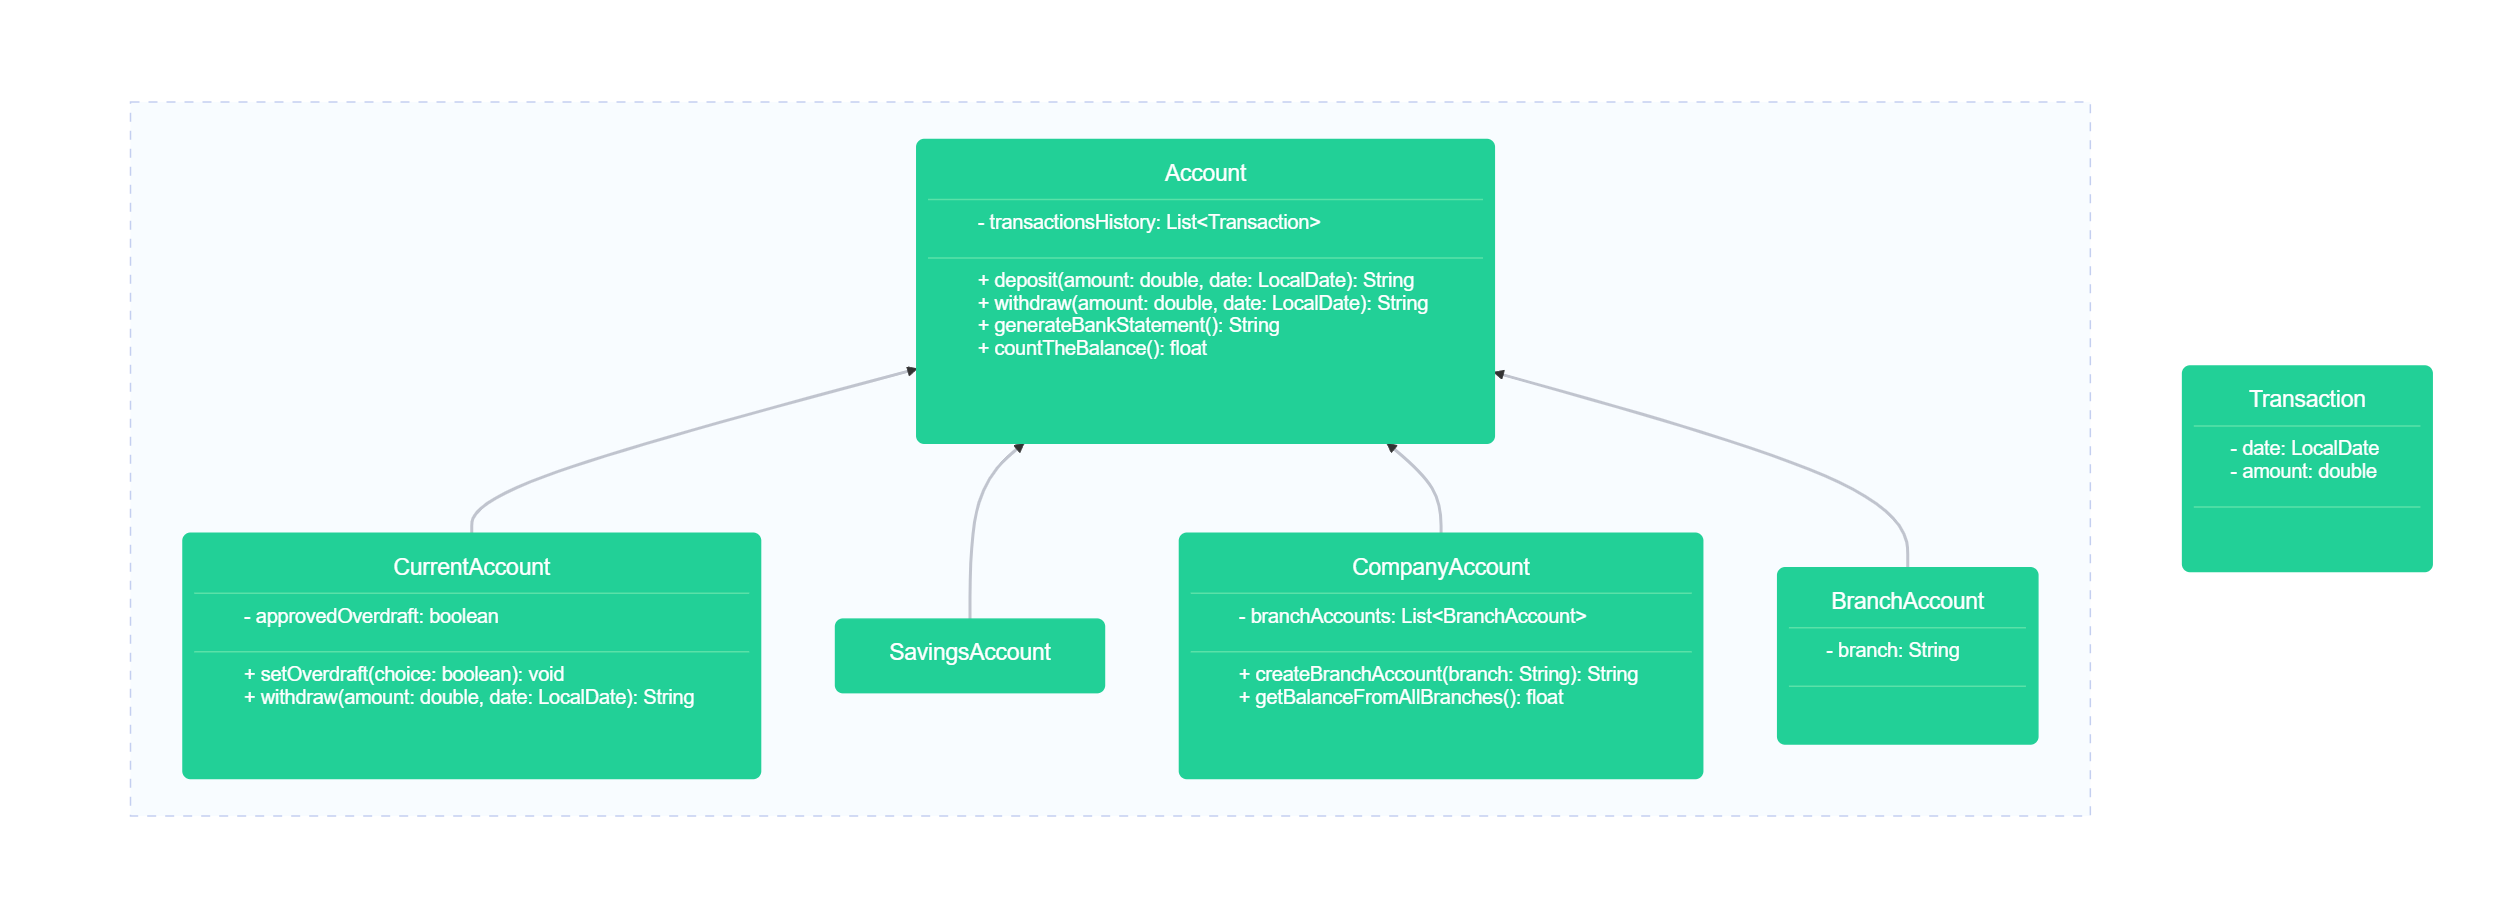 Account
- transactionsHistory: List<Transaction>
+ deposit(amount: double, date: LocalDate): String
+ withdraw(amount: double, date: LocalDate): String
+ generateBankStatement(): String
+ countTheBalance(): float
Transaction
- date: LocalDate
- amount: double
CurrentAccount
- approvedOverdraft: boolean
+ setOverdraft(choice: boolean): void
+ withdraw(amount: double, date: LocalDate): String
SavingsAccount
CompanyAccount
- branchAccounts: List<BranchAccount>
+ createBranchAccount(branch: String): String
+ getBalanceFromAllBranches(): float
BranchAccount
- branch: String